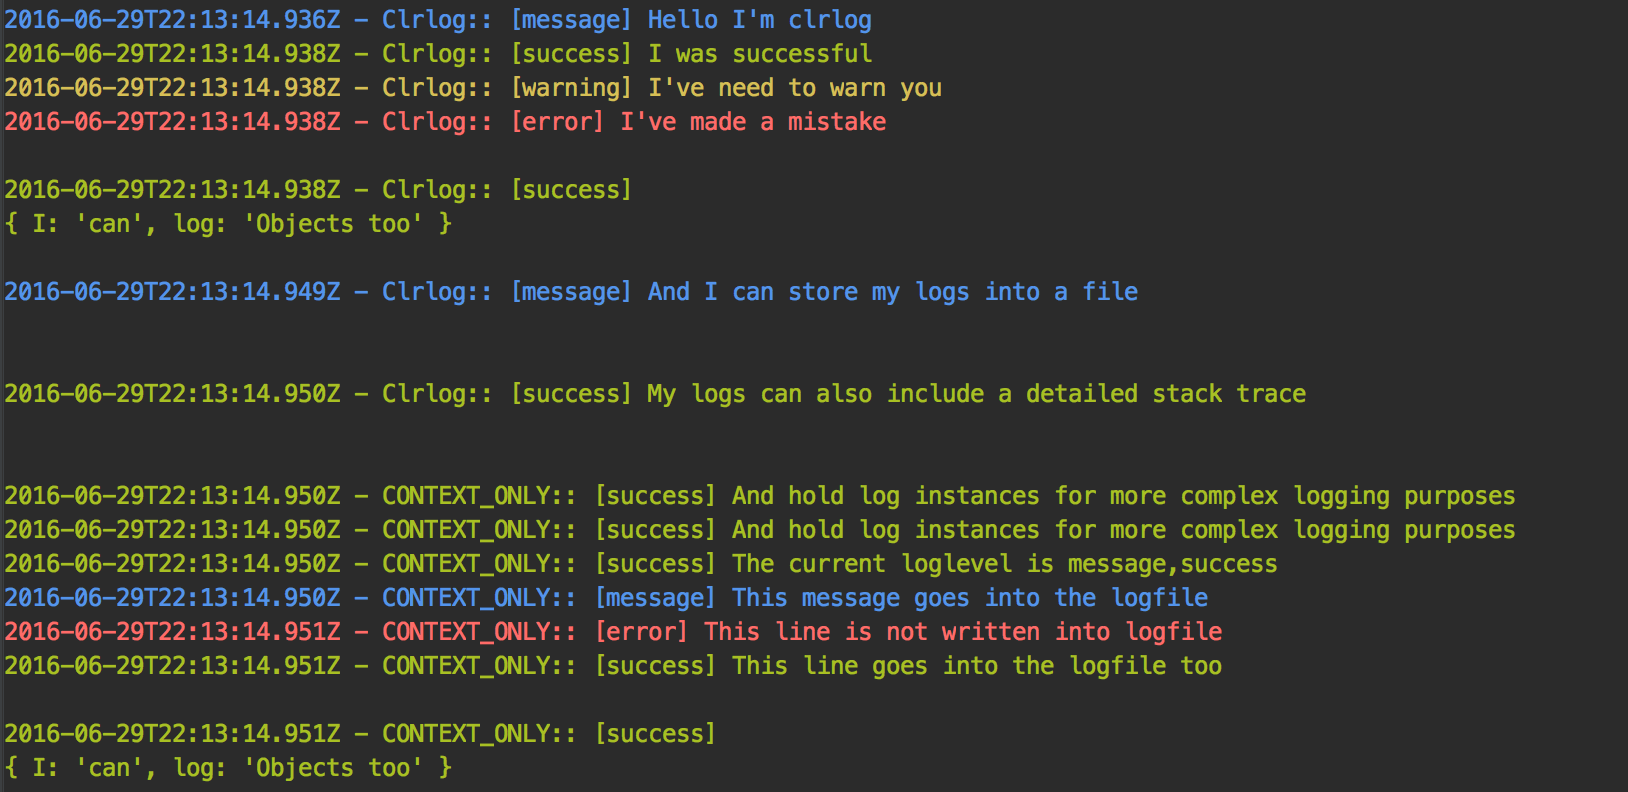 2016-06-29T22:13:14.936Z - Clrlog:: [message] Hello I'm clrlog
2016-06-29T22:13:14.938Z - Clrlog:: [success] I was successful
2016-06-29T22:13:14.938Z - Clrlog:: [warning] I've need to warn you
2016-06-29T22:13:14.938Z - Clrlog:: [error] I've made a mistake
2016-06-29T22:13:14.938Z - Clrlog:: [success]
{ I: 'can', log: 'Objects too' }
2016-06-29T22:13:14.949Z - Clrlog:: [message] And I can store my logs into a file
2016-06-29T22:13:14.950Z - Clrlog:: [success] My logs can also include a detailed stack trace
2016-06-29T22:13:14.950Z - CONTEXT_ONLY:: [success] And hold log instances for more complex logging purposes
2016-06-29T22:13:14.950Z - CONTEXT_ONLY:: [success] And hold log instances for more complex logging purposes
2016-06-29T22:13:14.950Z - CONTEXT_ONLY:: [success] The current loglevel is message,success
2016-06-29T22:13:14.950Z - CONTEXT_ONLY:: [message] This message goes into the logfile
2016-06-29T22:13:14.951Z - CONTEXT_ONLY:: [error] This line is not written into logfile
2016-06-29T22:13:14.951Z - CONTEXT_ONLY:: [success] This line goes into the logfile too
2016-06-29T22:13:14.951Z - CONTEXT_ONLY:: [success]
{ I: 'can', log: 'Objects too' }